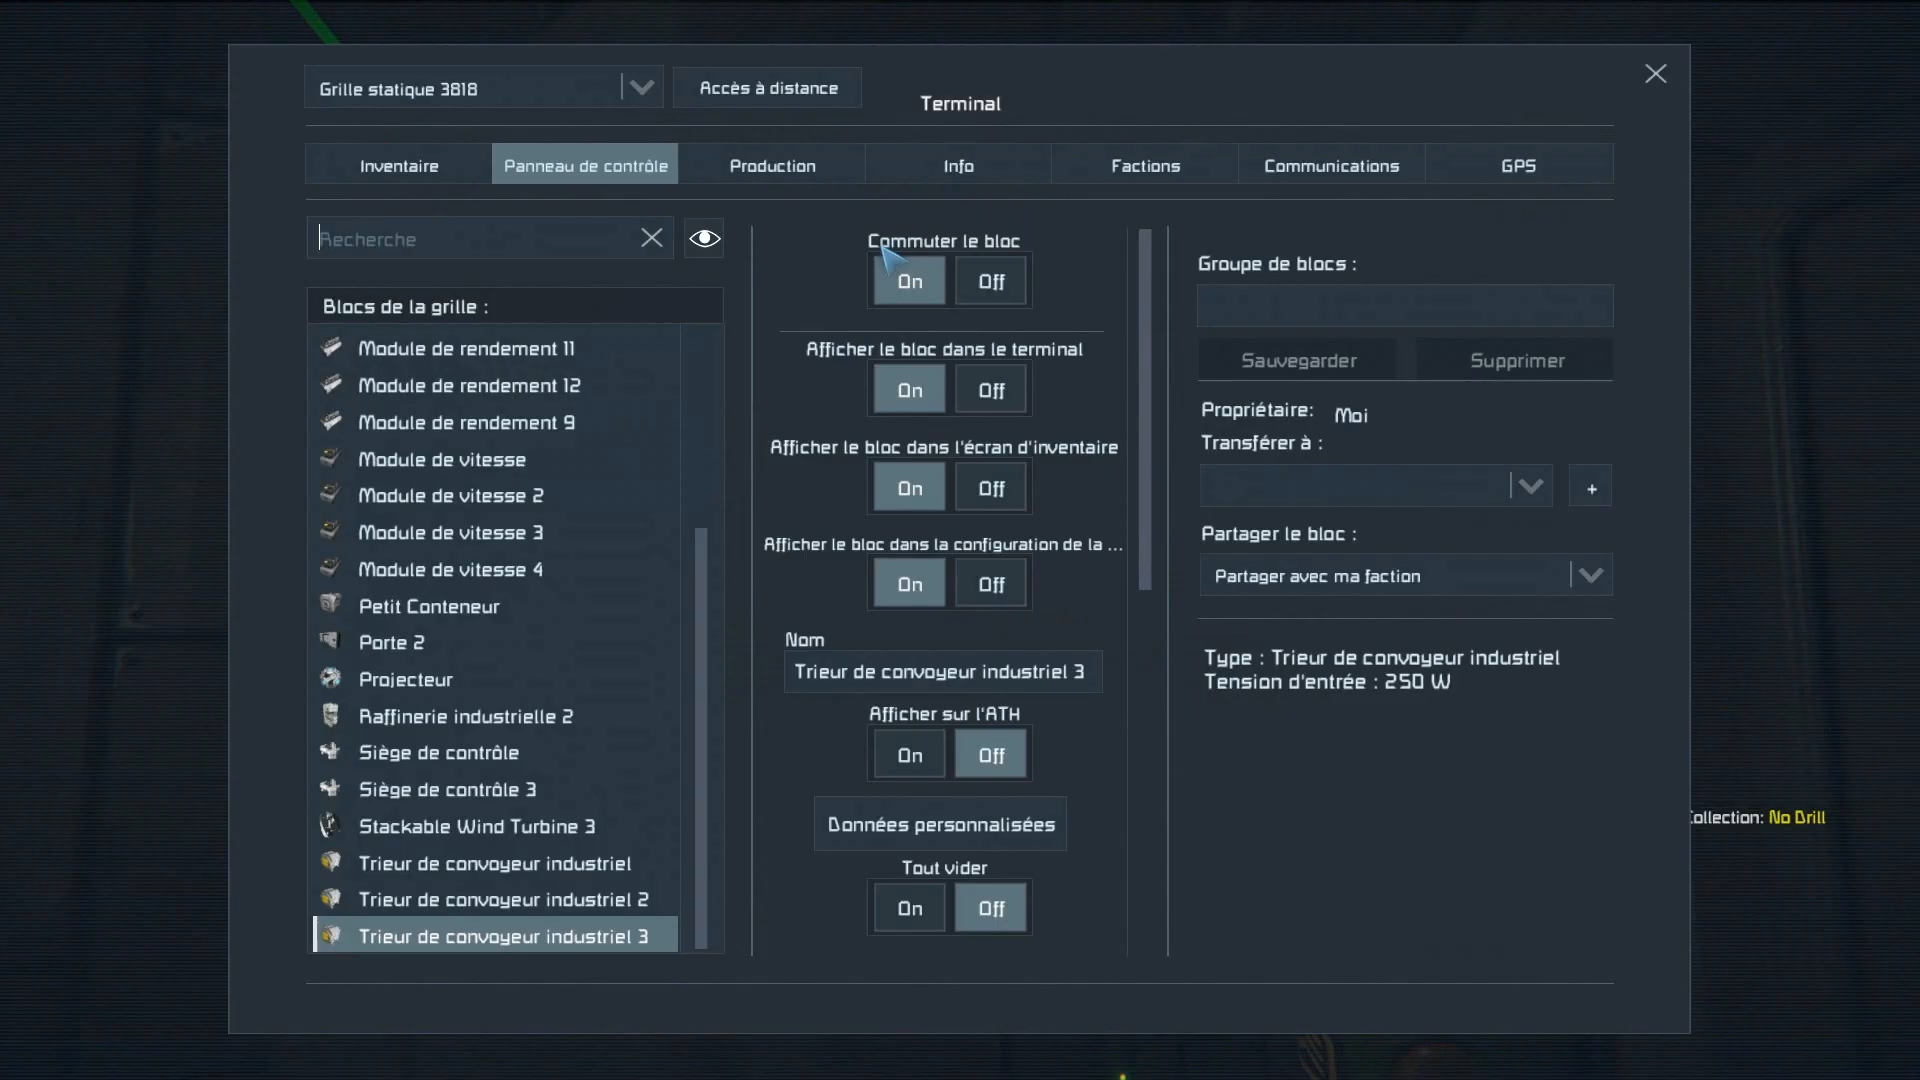 Grille statique 3818
Accès à distance
Terminal
Inventaire
Panneau de contrôle
Production
Info
Factions
Communications
GPS
Recherche
Blocs de la grille :
Module de rendement 11
Module de rendement 12
Module de rendement 9
Module de vitesse
Module de vitesse 2
Module de vitesse 3
Module de vitesse 4
Petit Conteneur
Porte 2
Projecteur
Raffinerie industrielle 2
Siège de contrôle
Siège de contrôle 3
Stackable Wind Turbine 3
Trieur de convoyeur industriel
Trieur de convoyeur industriel 2
Trieur de convoyeur industriel 3
Commuter le bloc
On Off
Afficher le bloc dans le terminal
On Off
Afficher le bloc dans l'écran d'inventaire
On Off
Afficher le bloc dans la configuration de la ...
On Off
Nom
Trieur de convoyeur industriel 3
Afficher sur l'ATH
On Off
Données personnalisées
Tout vider
On Off
Groupe de blocs :
Sauvegarder
Supprimer
Propriétaire: Moi
Transférer à :
+
Partager le bloc :
Partager avec ma faction
Type : Trieur de convoyeur industriel
Tension d'entrée : 250 W
ollection: No Drill